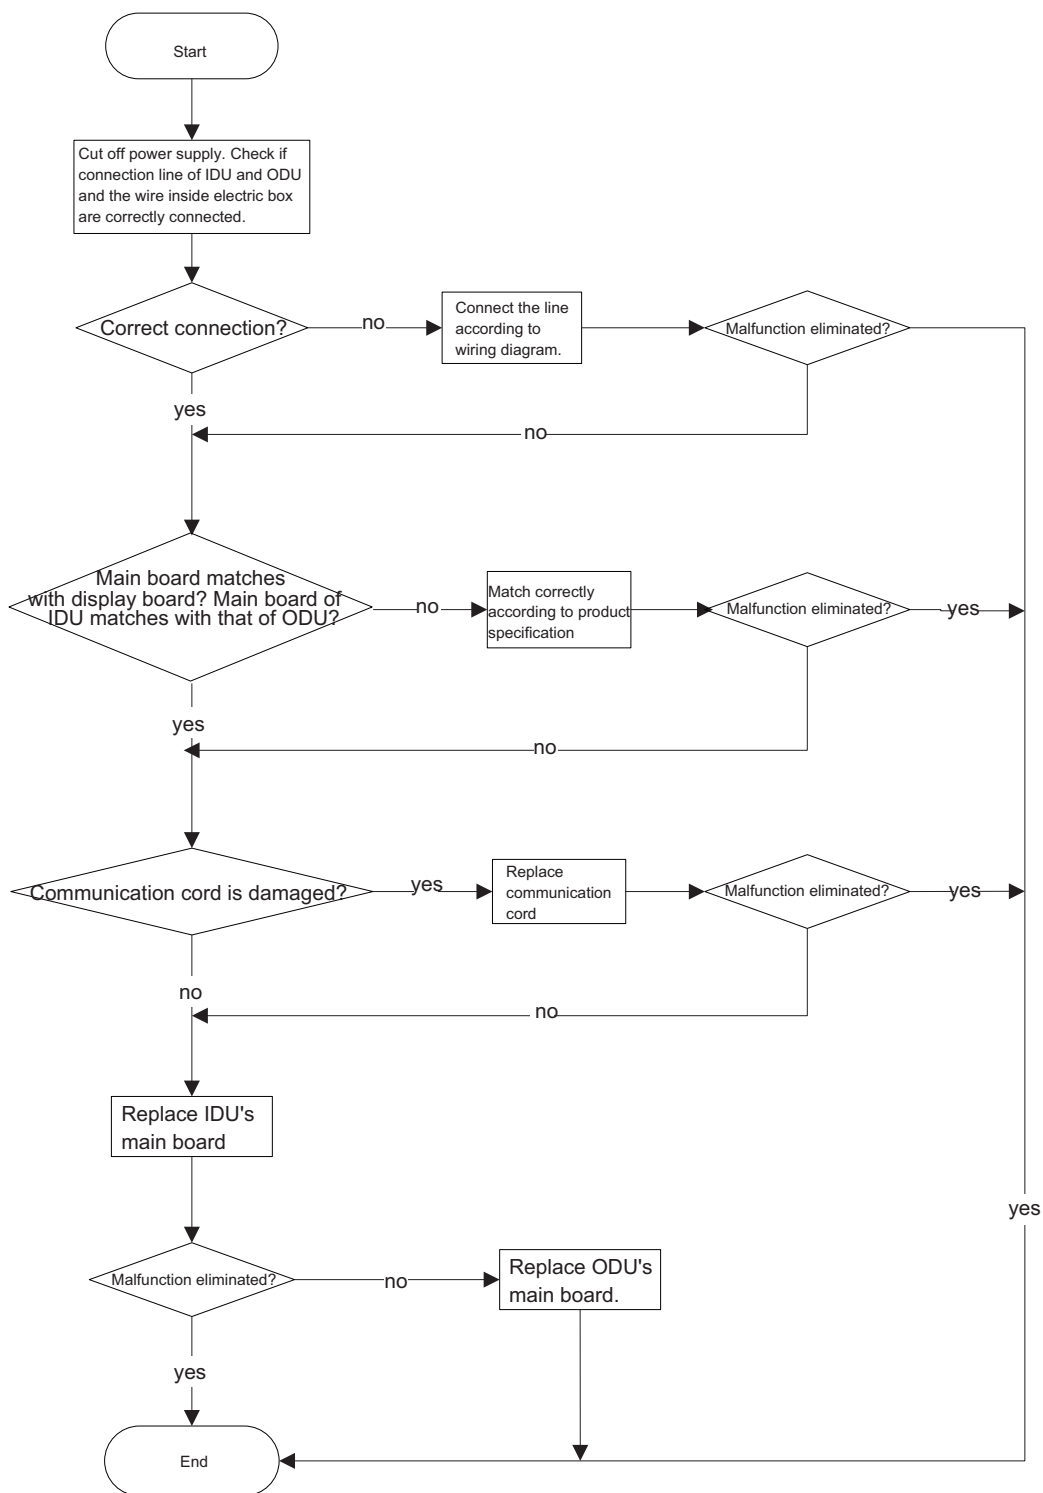 Start
Cut off power supply. Check if
connection line of IDU and ODU
and the wire inside electric box
are correctly connected.
Correct connection?
no
Connect the line
according to
wiring diagram.
Malfunction eliminated?
yes
no
Main board matches
with display board? Main board of
IDU matches with that of ODU?
no
Match correctly
according to product
specification
Malfunction eliminated?
yes
yes
no
Communication cord is damaged?
yes
Replace
communication
cord
Malfunction eliminated?
yes
no
no
Replace IDU's
main board
yes
Malfunction eliminated?
no
Replace ODU's
main board.
yes
End